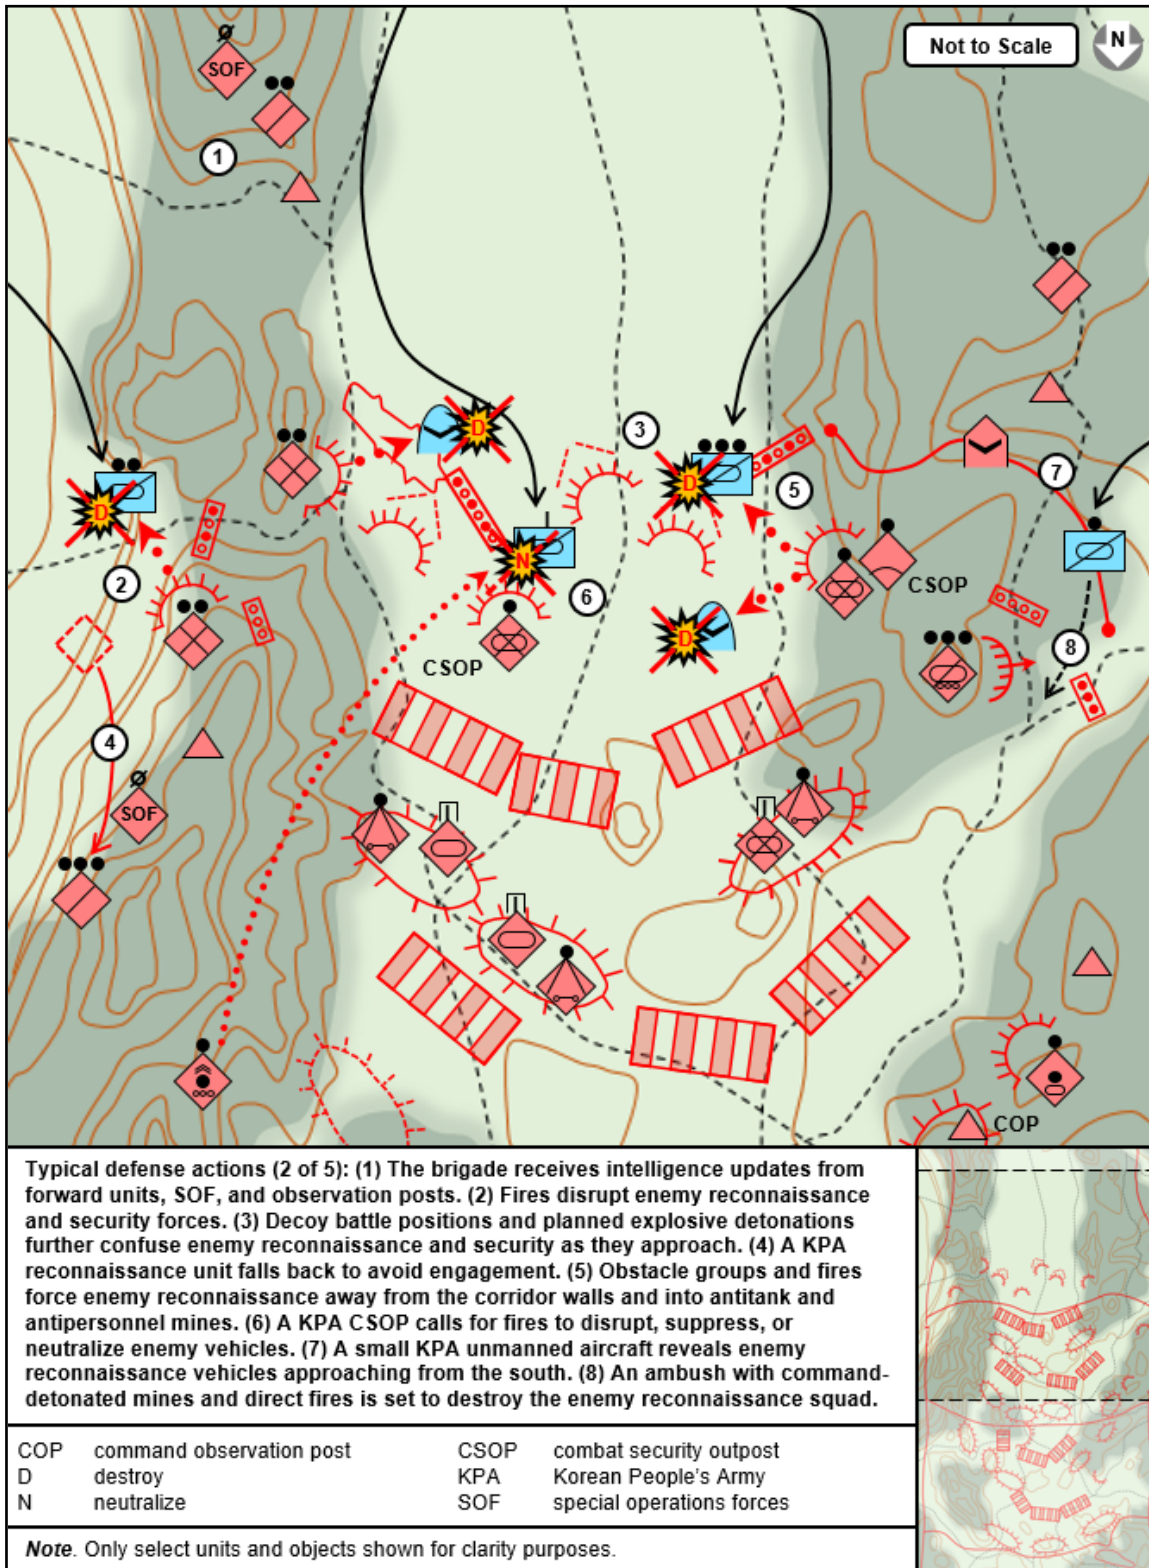 Not to Scale
N
SOF
1
D
3
D
5
7
D
2
N
6
CSOP
8
D
CSOP
4
SOF
COP
Typical defense actions (2 of 5): (1) The brigade receives intelligence updates from
forward units, SOF, and observation posts. (2) Fires disrupt enemy reconnaissance
and security forces. (3) Decoy battle positions and planned explosive detonations
further confuse enemy reconnaissance and security as they approach. (4) A KPA
reconnaissance unit falls back to avoid engagement. (5) Obstacle groups and fires
force enemy reconnaissance away from the corridor walls and into antitank and
antipersonnel mines. (6) A KPA CSOP calls for fires to disrupt, suppress, or
neutralize enemy vehicles. (7) A small KPA unmanned aircraft reveals enemy
reconnaissance vehicles approaching from the south. (8) An ambush with command-
detonated mines and direct fires is set to destroy the enemy reconnaissance squad.
COP command observation post CSOP combat security outpost
D destroy KPA Korean People's Army
N neutralize SOF special operations forces
Note. Only select units and objects shown for clarity purposes.